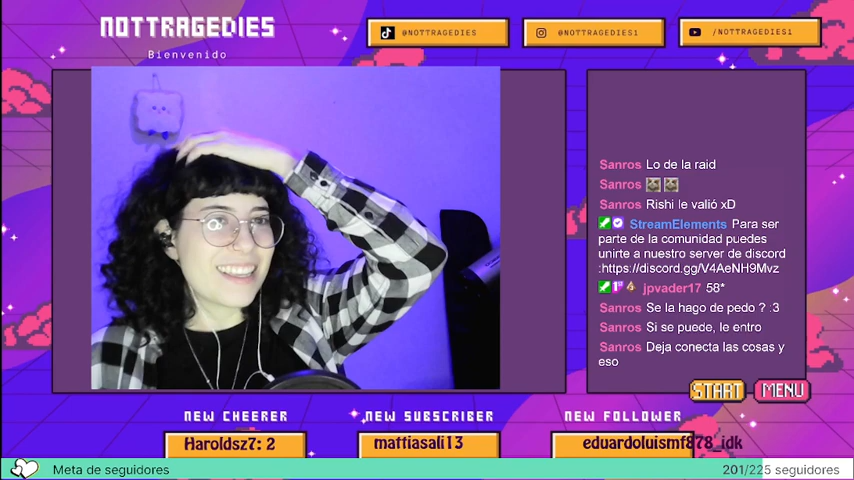 NOTTRAGEDIES
Bienvenido
@NOTTRAGEDIES
@NOTTRAGEDIES1
/NOTTRAGEDIES1
Sanros Lo de la raid
Sanros
Sanros Rishi le valió xD
StreamElements Para ser
parte de la comunidad puedes
unirte a nuestro server de discord
:https://discord.gg/V4AeNH9Mvz
jpvader17 58*
Sanros Se la hago de pedo ? :3
Sanros Si se puede, le entro
Sanros Deja conecta las cosas y
eso
START MENU
NEW CHEERER
NEW SUBSCRIBER
NEW FOLLOWER
Haroldsz7: 2
mattiasali13
eduardoluismf878_idk
Meta de seguidores
201/225 seguidores